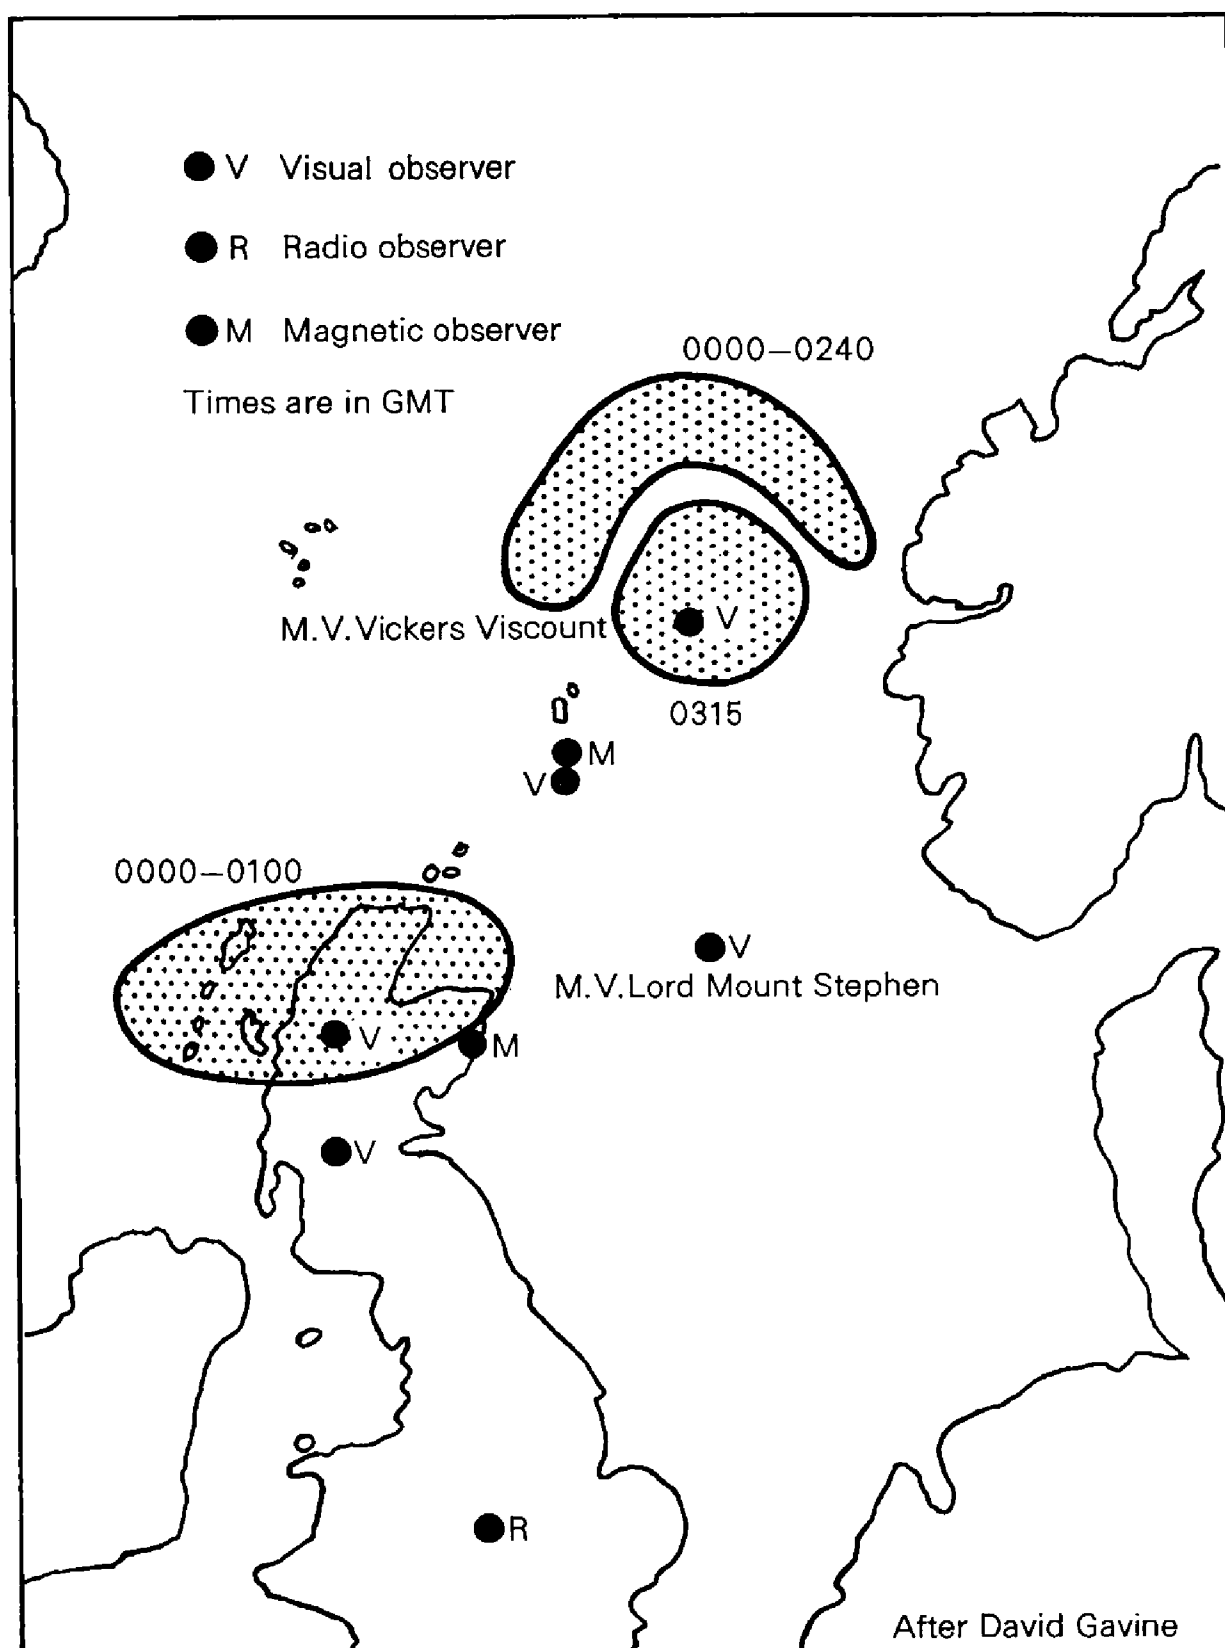 V Visual observer
R Radio observer
M Magnetic observer
0000–0240
Times are in GMT
M.V.Vickers Viscount
V
0315
M
V
0000–0100
V
M.V.Lord Mount Stephen
V
M
V
R
After David Gavine